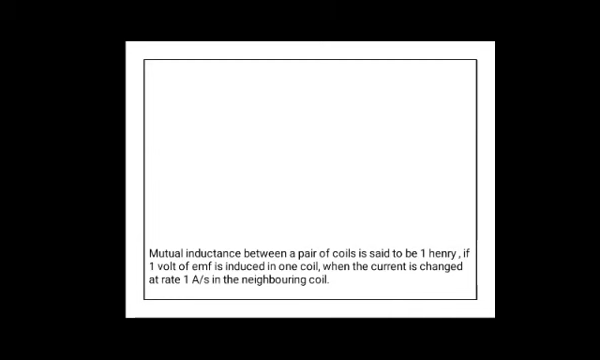 Mutual inductance between a pair of coils is said to be 1 henry , if
1 volt of emf is induced in one coil, when the current is changed
at rate 1 A/s in the neighbouring coil.